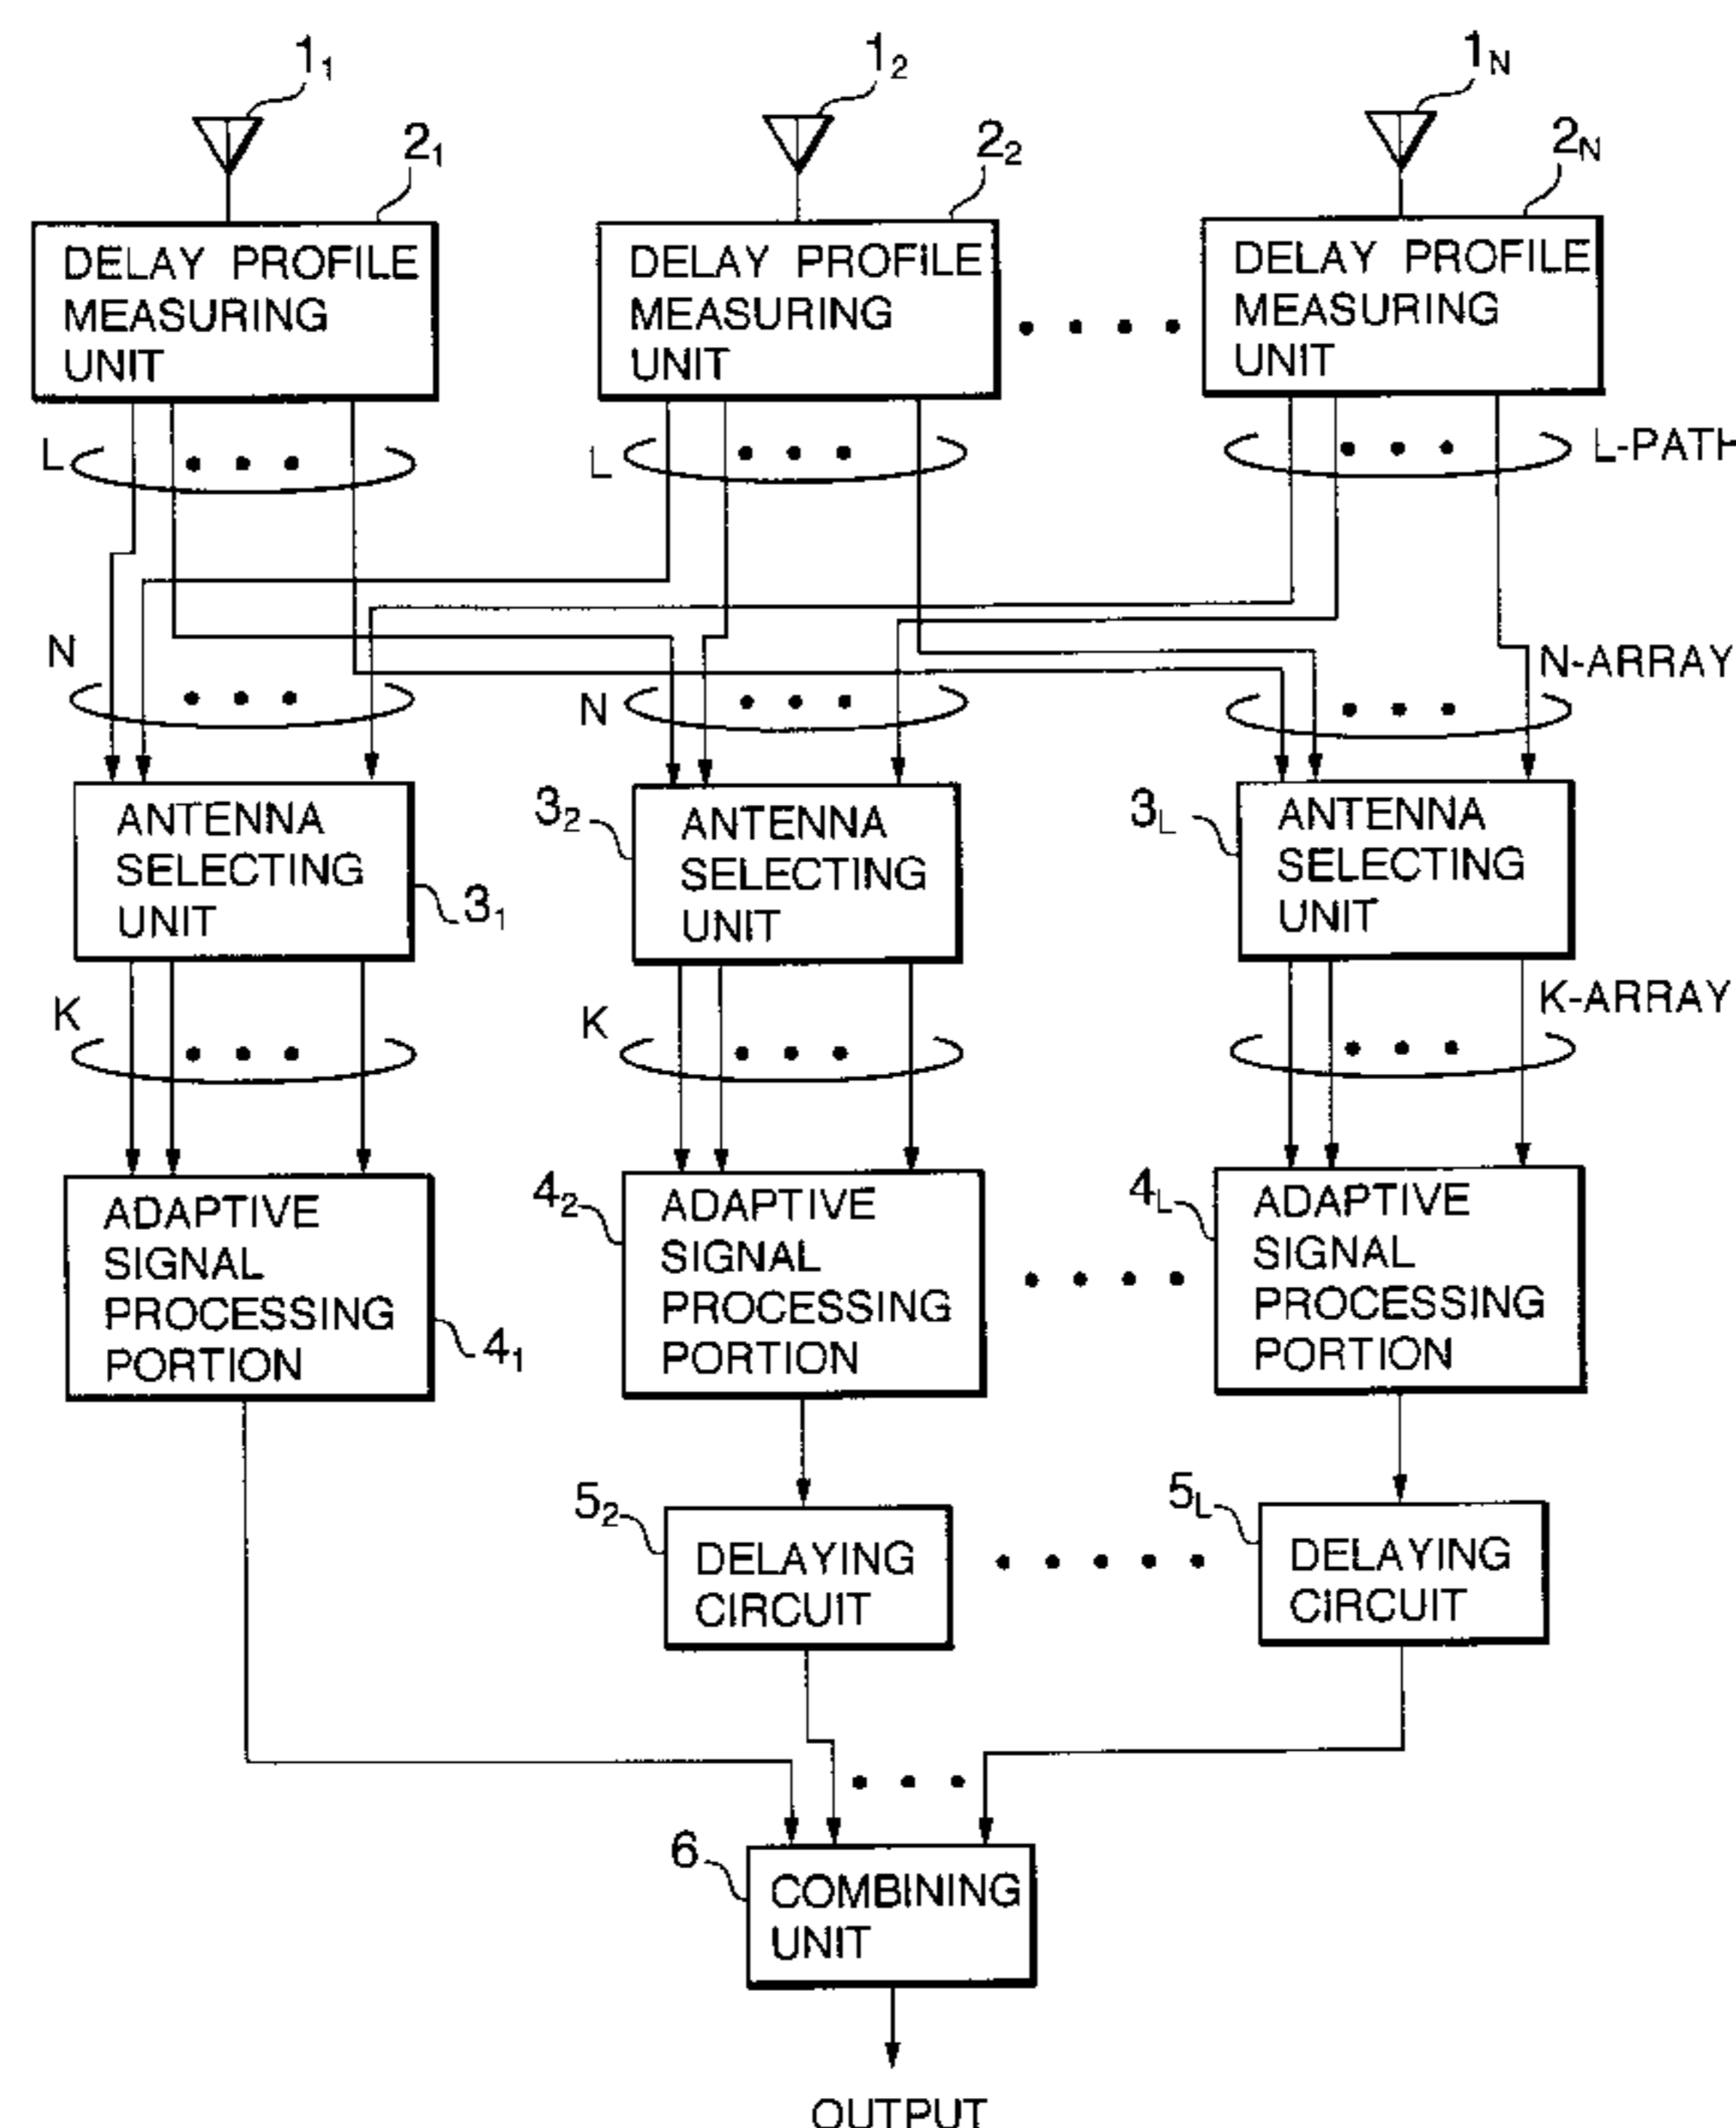 1₁ 1₂ 1N
2₁ 2₂ 2N
DELAY PROFILE
MEASURING
UNIT
DELAY PROFILE
MEASURING
UNIT
DELAY PROFILE
MEASURING
UNIT
L L L-PATH
N N N-ARRAY
ANTENNA
SELECTING
UNIT
3₁
3₂
ANTENNA
SELECTING
UNIT
3L
ANTENNA
SELECTING
UNIT
K K K-ARRAY
ADAPTIVE
SIGNAL
PROCESSING
PORTION
4₁
4₂
ADAPTIVE
SIGNAL
PROCESSING
PORTION
4L
ADAPTIVE
SIGNAL
PROCESSING
PORTION
5₂
DELAYING
CIRCUIT
5L
DELAYING
CIRCUIT
6
COMBINING
UNIT
OUTPUT